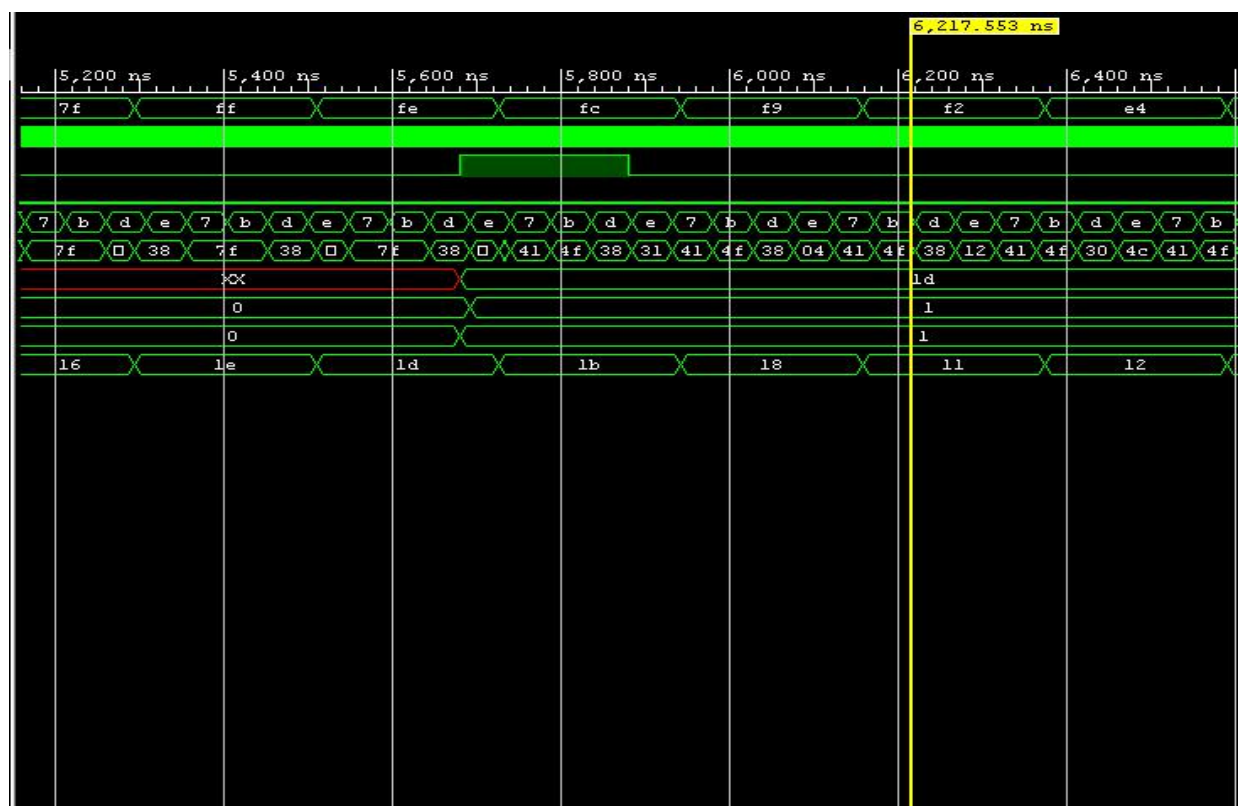 6,217.553 ns
5,200 ns 5,400 ns 5,600 ns 5,800 ns 6,000 ns 6,200 ns 6,400 ns
7f ff fe fc f9 f2 e4
7 b d e 7 b d e 7 b d e 7 b d e 7 b d e 7 b d e 7 b d e 7 b
7f 38 7f 38 7f 38 41 4f 38 31 41 4f 38 04 41 4f 38 12 41 4f 30 4c 41 4f
XX 1d
0 1
0 1
16 1e 1d 1b 18 11 12